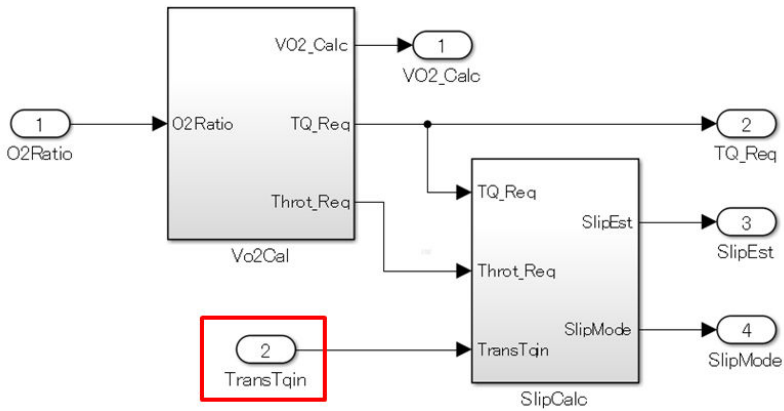 VO2_Calc
1
VO2_Calc
1
O2Ratio
O2Ratio
TQ_Req
2
TQ_Req
Throt_Req
Vo2Cal
TQ_Req
SlipEst
3
SlipEst
Throt_Req
2
TransTqin
TransTqin
SlipMode
4
SlipMode
SlipCalc